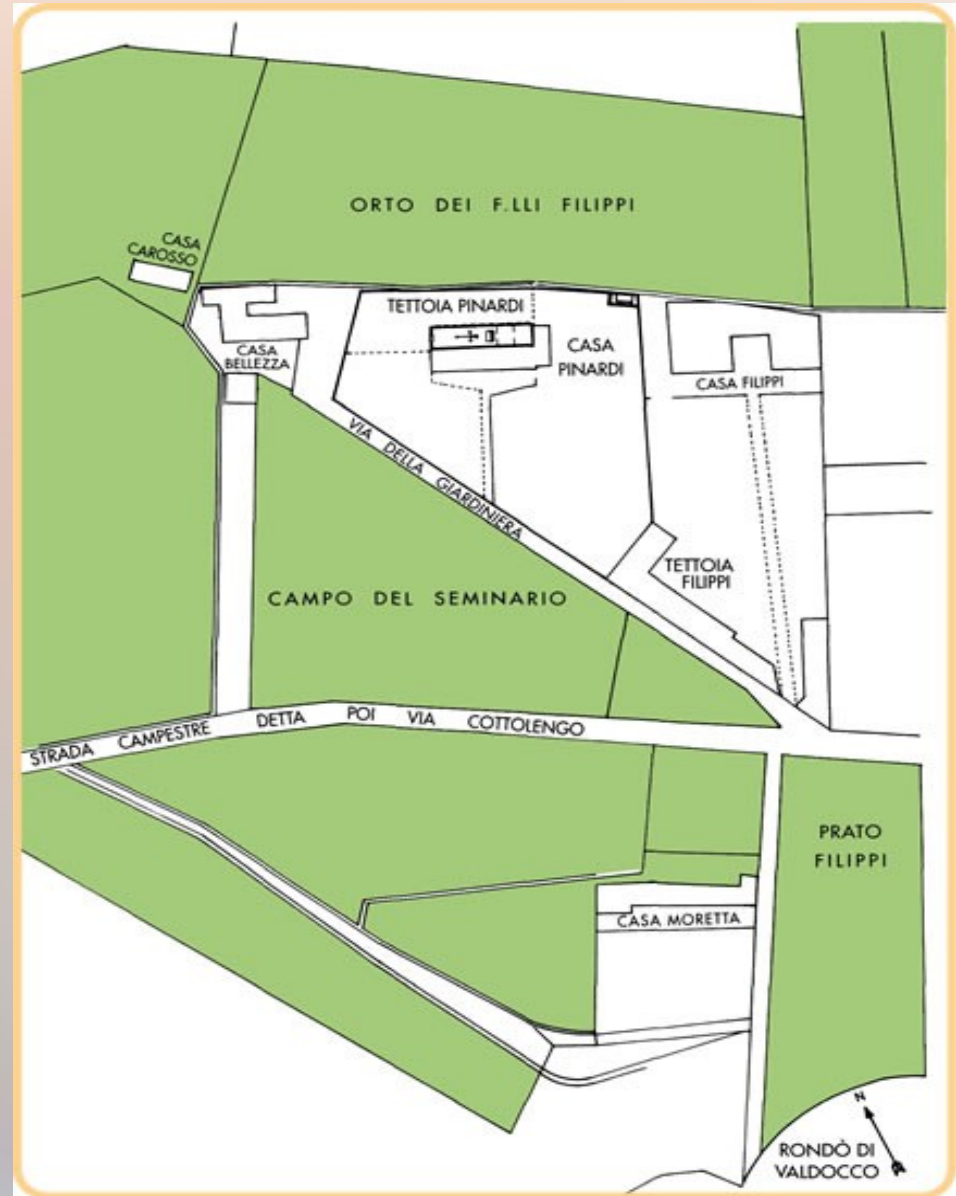 ORTO DEI F.LLI FILIPPI
CASA
CAROSSO
TETTOIA PINARDI
CASA
BELLEZZA
CASA
PINARDI
CASA FILIPPI
VIA DELLA GIARDINIERA
TETTOIA
FILIPPI
CAMPO DEL SEMINARIO
STRADA CAMPESTRE DETTA POI VIA COTTOLENGO
PRATO
FILIPPI
CASA MORETTA
N
RONDÒ DI
VALDOCCO